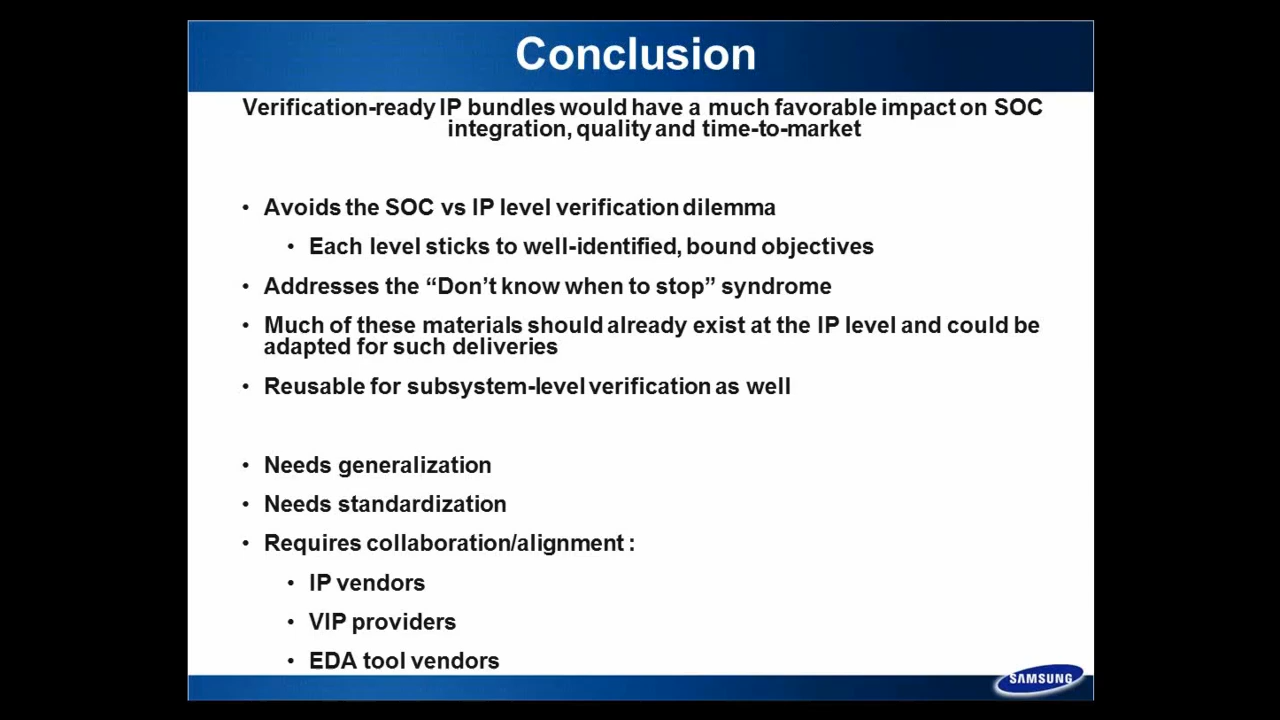 Conclusion
Verification-ready IP bundles would have a much favorable impact on SOC
integration, quality and time-to-market
• Avoids the SOC vs IP level verification dilemma
• Each level sticks to well-identified, bound objectives
• Addresses the “Don’t know when to stop” syndrome
• Much of these materials should already exist at the IP level and could be
adapted for such deliveries
• Reusable for subsystem-level verification as well
• Needs generalization
• Needs standardization
• Requires collaboration/alignment :
• IP vendors
• VIP providers
• EDA tool vendors
SAMSUNG